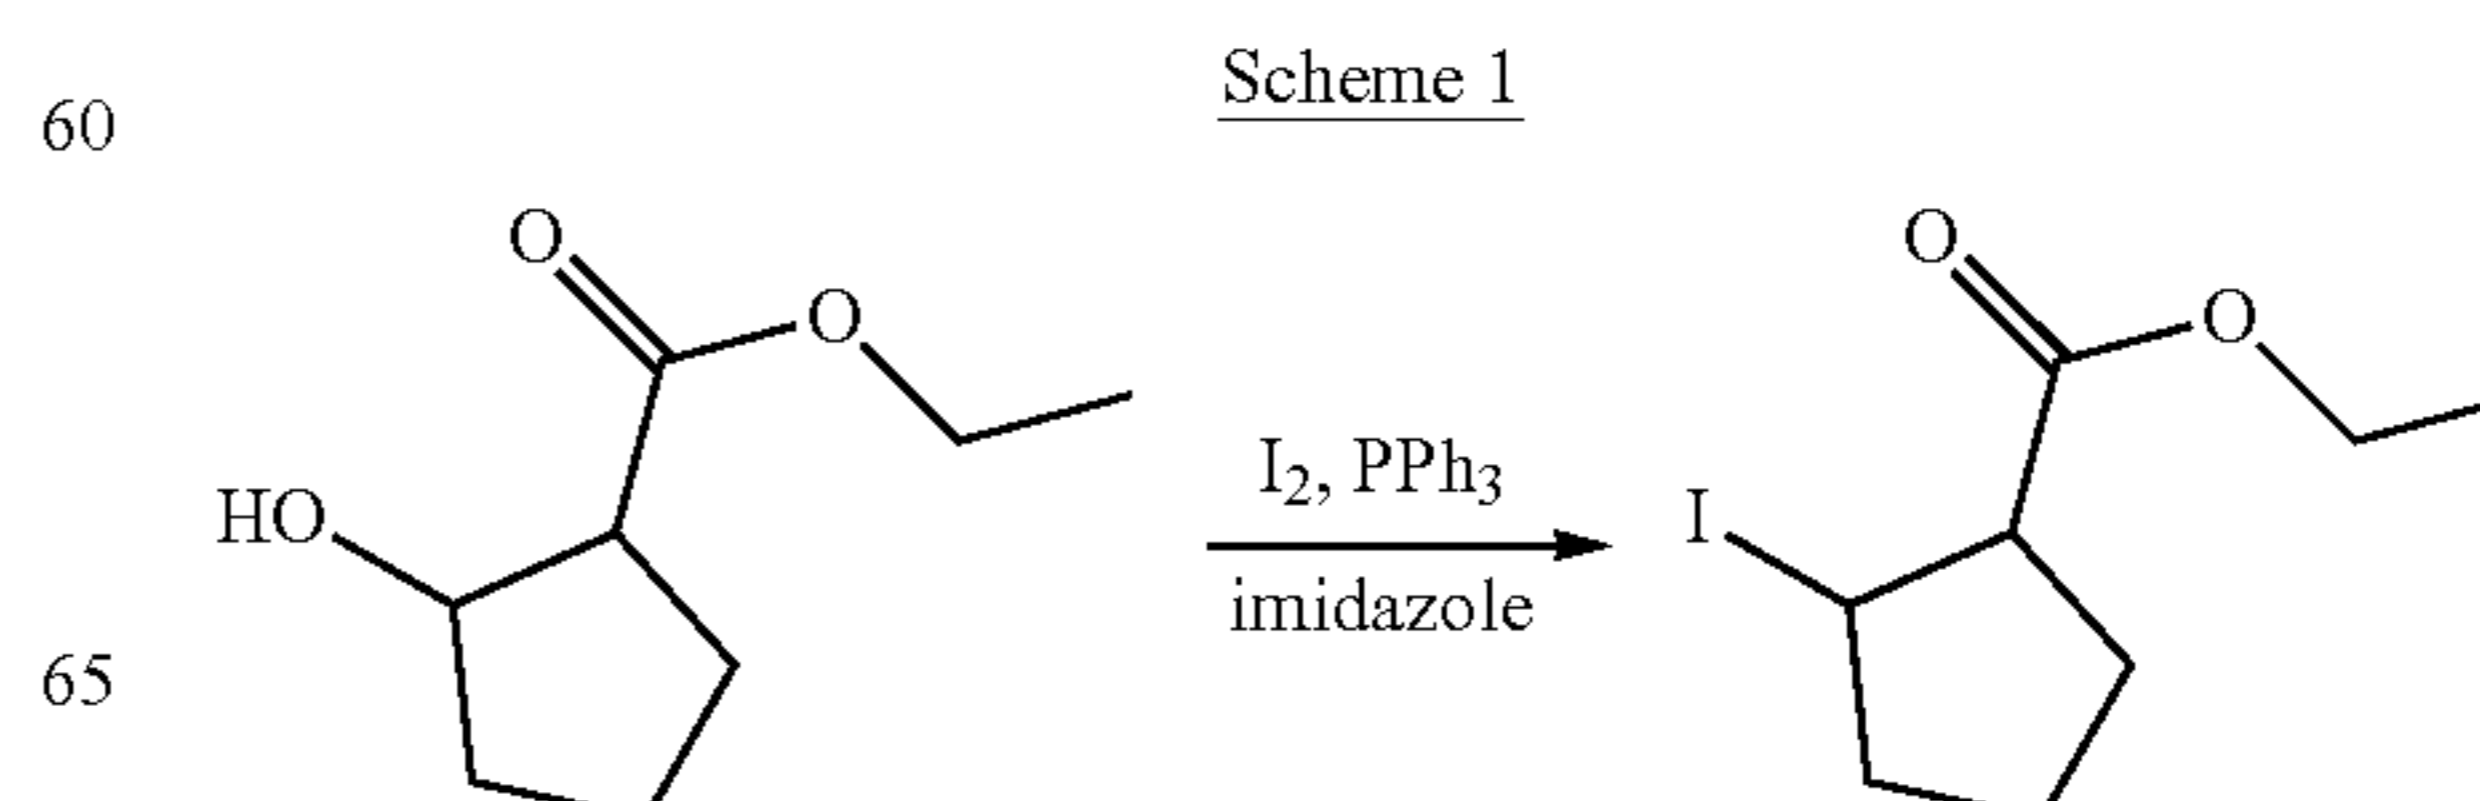 Scheme 1
60
O
O
HO
I₂, PPh₃
imidazole
O
O
I
65